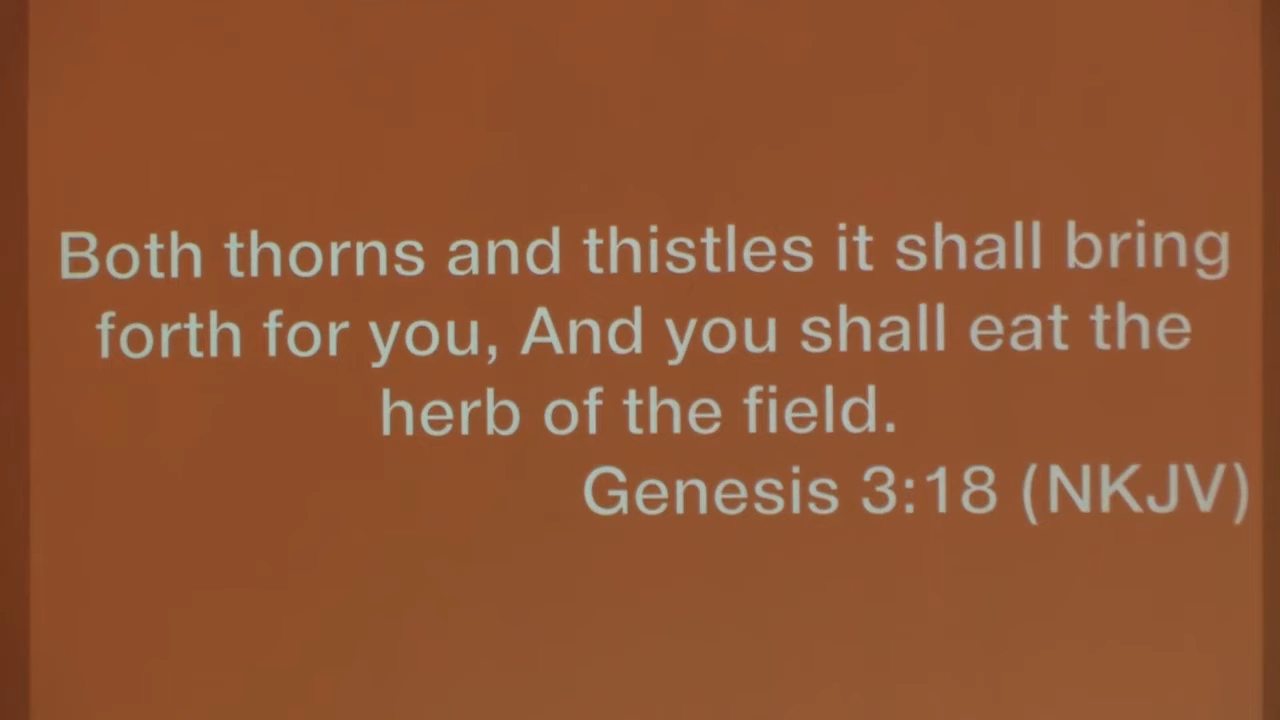 Both thorns and thistles it shall bring
forth for you, And you shall eat the
herb of the field.
Genesis 3:18 (NKJV)